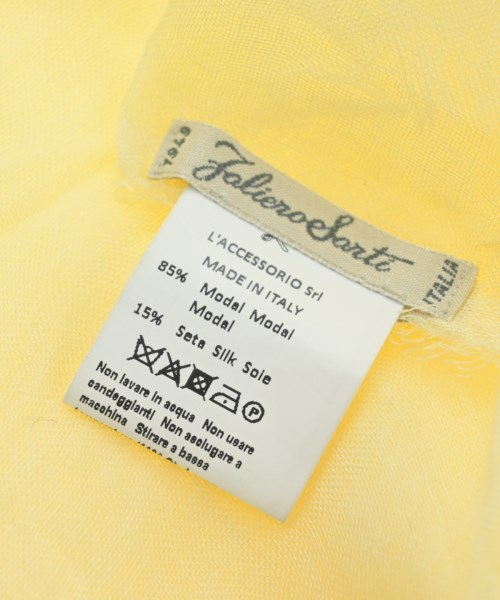 1949
Faliero Sarti
ITALIA
L'ACCESSORIO Srl
MADE IN ITALY
85% Modal Modal
Modal
15% Seta Silk Soie
P
Non lavare in acqua Non usare
candeggianti Non asciugare a
macchina Stirare a bassa